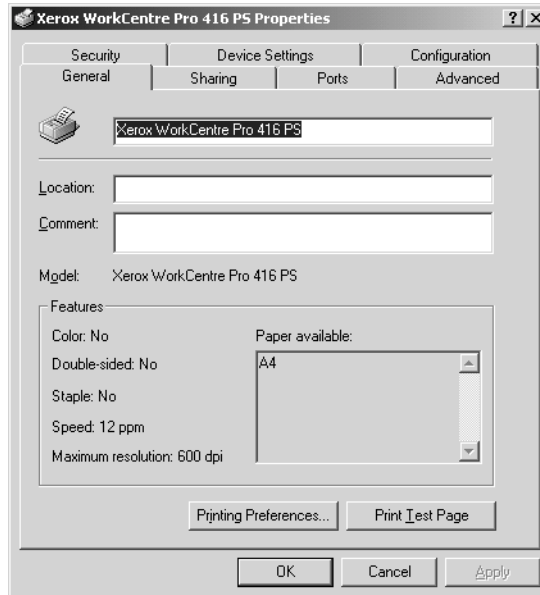 Xerox WorkCentre Pro 416 PS Properties
Security Device Settings Configuration
General Sharing Ports Advanced
Xerox WorkCentre Pro 416 PS
Location:
Comment:
Model: Xerox WorkCentre Pro 416 PS
Features
Color: No Paper available:
Double-sided: No A4
Staple: No
Speed: 12 ppm
Maximum resolution: 600 dpi
Printing Preferences... Print Test Page
OK Cancel Apply